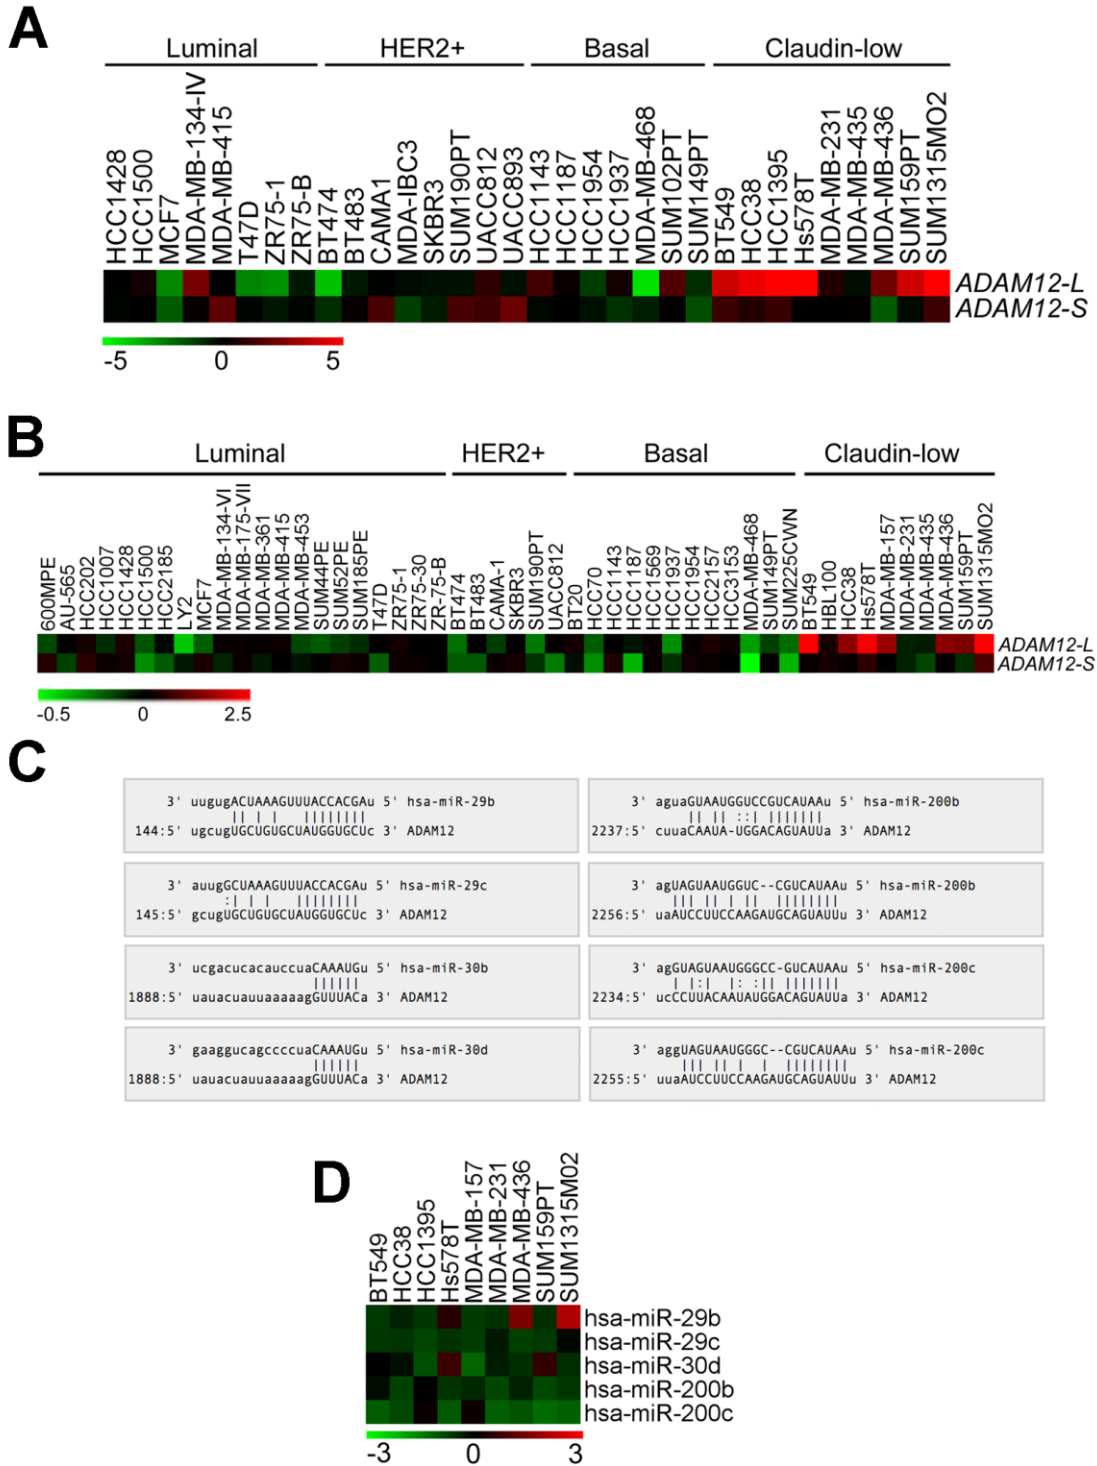 A
Luminal HER2+ Basal Claudin-low
HCC1428 HCC1500 MCF7 MDA-MB-134-IV MDA-MB-415 T47D ZR75-1 ZR75-B BT474 BT483 CAMA1 MDA-IBC3 SKBR3 SUM190PT UACC812 UACC893 HCC1143 HCC1187 HCC1954 HCC1937 MDA-MB-468 SUM102PT SUM149PT BT549 HCC38 HCC1395 Hs578T MDA-MB-231 MDA-MB-435 MDA-MB-436 SUM159PT SUM1315MO2
ADAM12-L
ADAM12-S
-5 0 5
B
Luminal HER2+ Basal Claudin-low
600MPE AU-565 HCC202 HCC1007 HCC1428 HCC1500 HCC2185 LY2 MCF7 MDA-MB-134-VI MDA-MB-175-VII MDA-MB-361 MDA-MB-415 MDA-MB-453 SUM44PE SUM52PE SUM185PE T47D ZR75-1 ZR75-30 ZR-75-B BT474 BT483 CAMA-1 SKBR3 SUM190PT UACC812 BT20 HCC70 HCC1143 HCC1187 HCC1569 HCC1937 HCC1954 HCC2157 HCC3153 MDA-MB-468 SUM149PT SUM225CWN BT549 HBL100 HCC38 Hs578T MDA-MB-157 MDA-MB-231 MDA-MB-435 MDA-MB-436 SUM159PT SUM1315MO2
ADAM12-L
ADAM12-S
-0.5 0 2.5
C
3' uugugACUAAAGUUUACCACGAu 5' hsa-miR-29b
144:5' ugcugUGCUGUGCUAUGGUGCUc 3' ADAM12
3' aguaGUAAUGGUCCGUCAUAAu 5' hsa-miR-200b
2237:5' cuuaCAAUA-UGGACAGUAUUa 3' ADAM12
3' auugGCUAAAGUUUACCACGAu 5' hsa-miR-29c
145:5' gcugUGCUGUGCUAUGGUGCUc 3' ADAM12
3' agUAGUAAUGGUC--CGUCAUAAu 5' hsa-miR-200b
2256:5' uaAUCCUUCCAAGAUGCAGUAUUu 3' ADAM12
3' ucgacucacauccuaCAAAUGu 5' hsa-miR-30b
1888:5' uauacuauuaaaaagGUUUACa 3' ADAM12
3' agGUAGUAAUGGGCC-GUCAUAAu 5' hsa-miR-200c
2234:5' ucCCUUACAAUAUGGACAGUAUUa 3' ADAM12
3' gaaggucagccccuaCAAAUGu 5' hsa-miR-30d
1888:5' uauacuauuaaaaagGUUUACa 3' ADAM12
3' aggUAGUAAUGGGC--CGUCAUAAu 5' hsa-miR-200c
2255:5' uuaAUCCUUCCAAGAUGCAGUAUUu 3' ADAM12
D
BT549 HCC38 HCC1395 Hs578T MDA-MB-157 MDA-MB-231 MDA-MB-436 SUM159PT SUM1315M02
hsa-miR-29b
hsa-miR-29c
hsa-miR-30d
hsa-miR-200b
hsa-miR-200c
-3 0 3